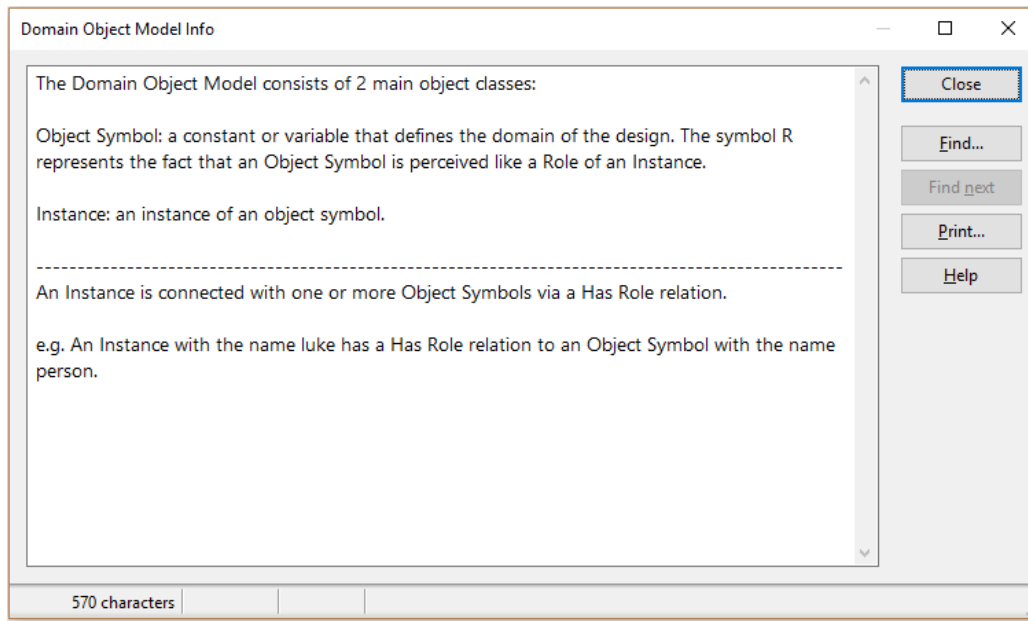 Domain Object Model Info
The Domain Object Model consists of 2 main object classes:
Object Symbol: a constant or variable that defines the domain of the design. The symbol R
represents the fact that an Object Symbol is perceived like a Role of an Instance.
Instance: an instance of an object symbol.
----------------------------------------------------------------------------------------------------
An Instance is connected with one or more Object Symbols via a Has Role relation.
e.g. An Instance with the name luke has a Has Role relation to an Object Symbol with the name
person.
Close
Find...
Find next
Print...
Help
570 characters